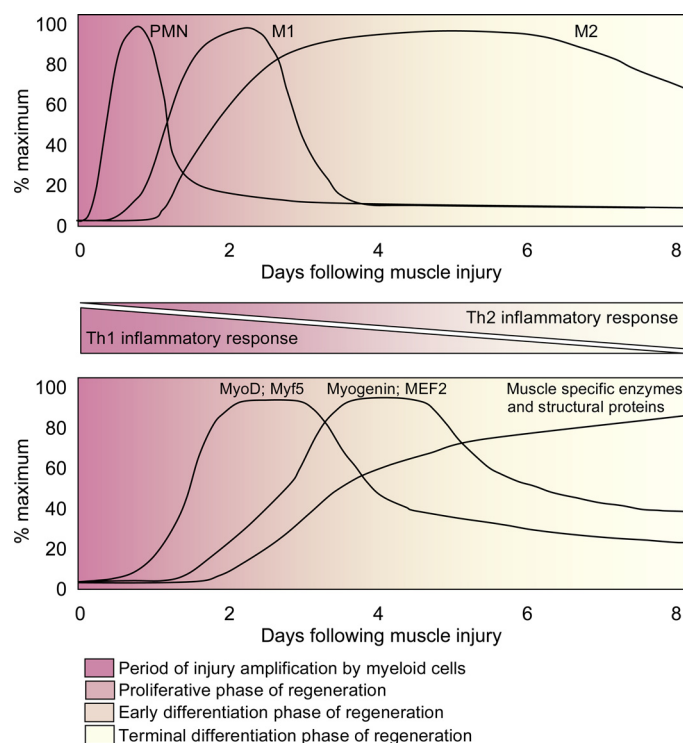 100
80
60
40
20
0
% maximum
PMN
M1
M2
0
2
4
6
8
Days following muscle injury
Th2 inflammatory response
Th1 inflammatory response
100
80
60
40
20
0
% maximum
MyoD; Myf5
Myogenin; MEF2
Muscle specific enzymes
and structural proteins
0
2
4
6
8
Days following muscle injury
Period of injury amplification by myeloid cells
Proliferative phase of regeneration
Early differentiation phase of regeneration
Terminal differentiation phase of regeneration